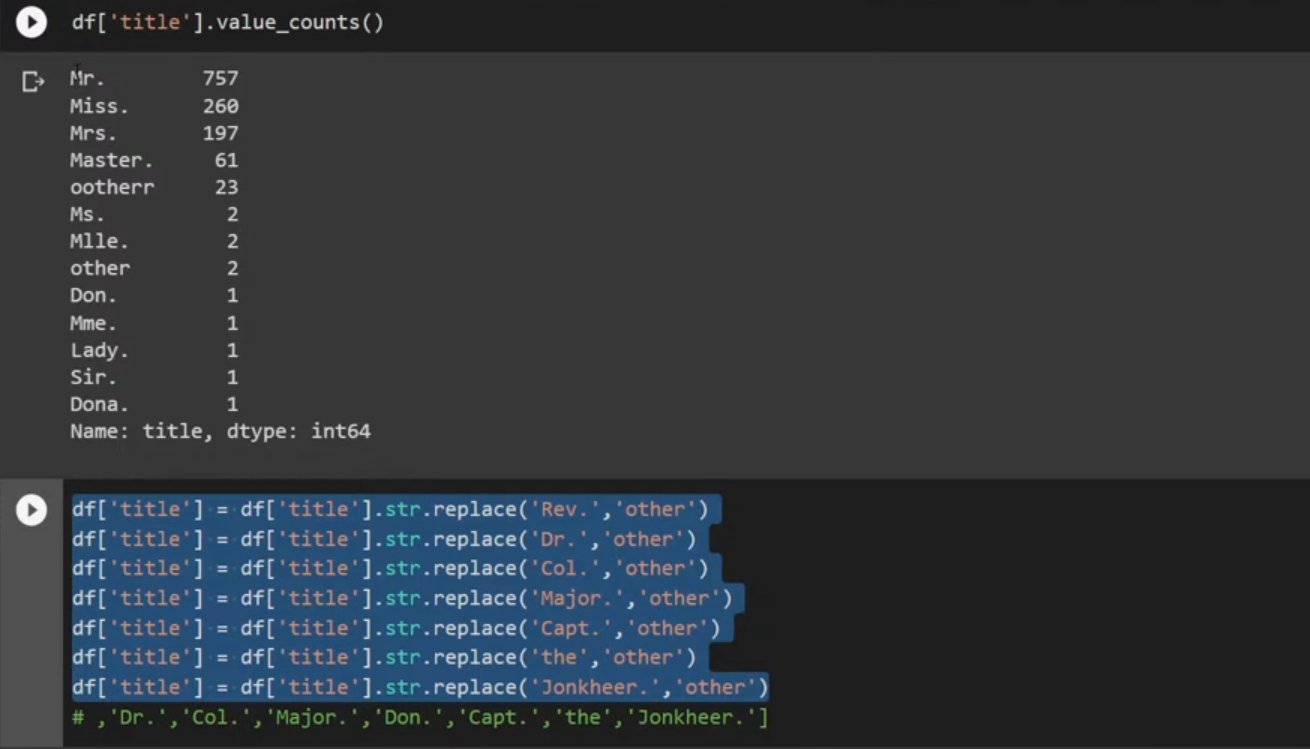 df['title'].value_counts()
Mr. 757
Miss. 260
Mrs. 197
Master. 61
ootherr 23
Ms. 2
Mlle. 2
other 2
Don. 1
Mme. 1
Lady. 1
Sir. 1
Dona. 1
Name: title, dtype: int64
df['title'] = df['title'].str.replace('Rev.','other')
df['title'] = df['title'].str.replace('Dr.','other')
df['title'] = df['title'].str.replace('Col.','other')
df['title'] = df['title'].str.replace('Major.','other')
df['title'] = df['title'].str.replace('Capt.','other')
df['title'] = df['title'].str.replace('the','other')
df['title'] = df['title'].str.replace('Jonkheer.','other')
# ,'Dr.','Col.','Major.','Don.','Capt.','the','Jonkheer.']